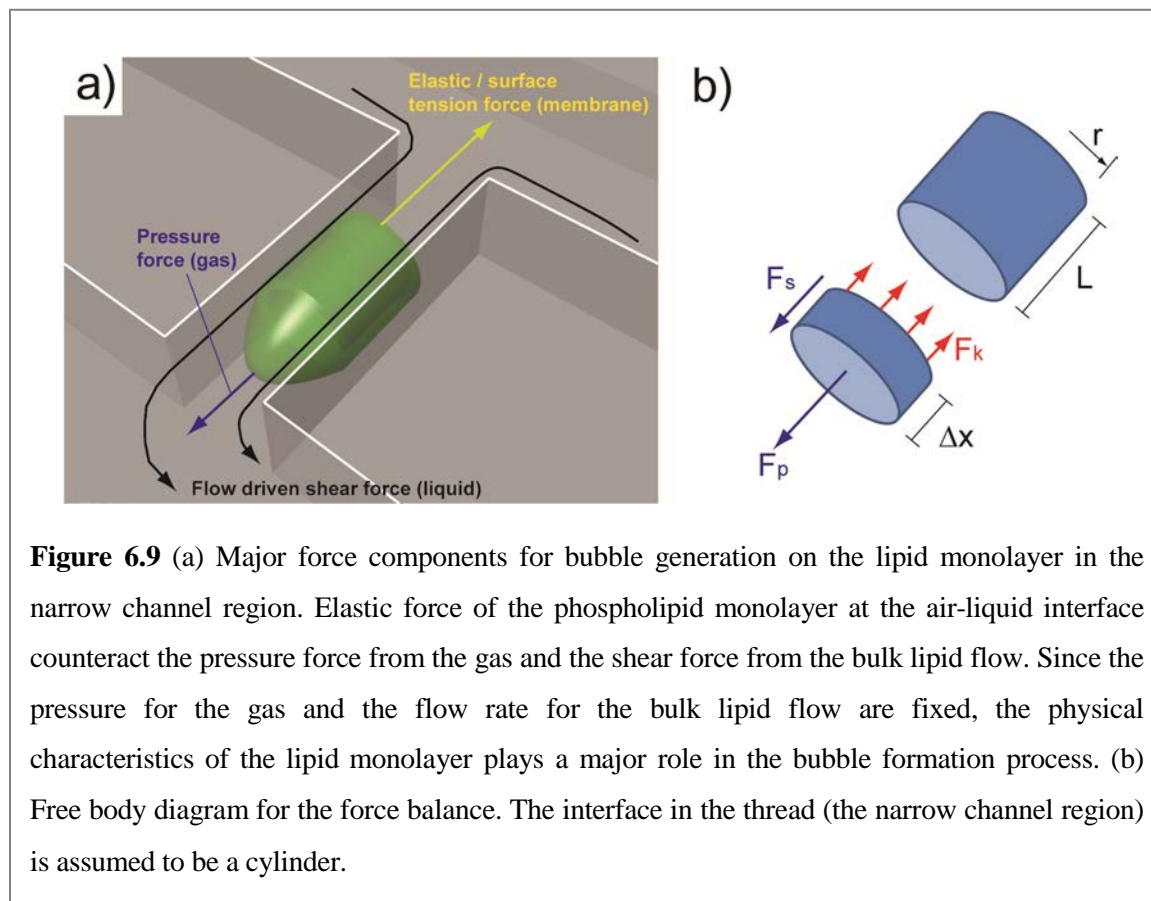 a)
Elastic / surface
tension force (membrane)
Pressure
force (gas)
Flow driven shear force (liquid)
b)
r
L
Fs
Fk
Δx
Fp
Figure 6.9 (a) Major force components for bubble generation on the lipid monolayer in the
narrow channel region. Elastic force of the phospholipid monolayer at the air-liquid interface
counteract the pressure force from the gas and the shear force from the bulk lipid flow. Since the
pressure for the gas and the flow rate for the bulk lipid flow are fixed, the physical
characteristics of the lipid monolayer plays a major role in the bubble formation process. (b)
Free body diagram for the force balance. The interface in the thread (the narrow channel region)
is assumed to be a cylinder.